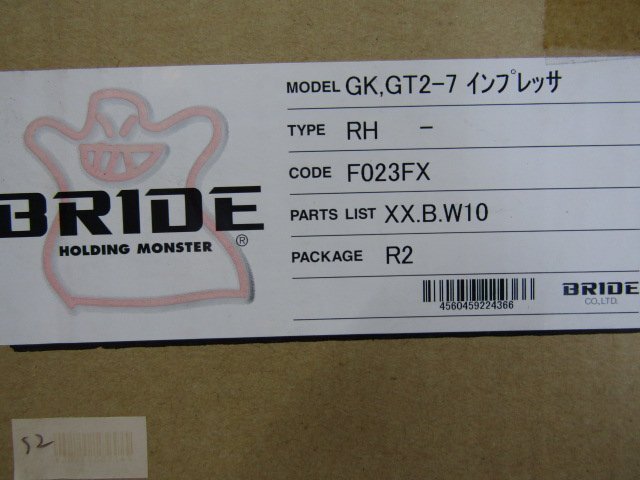 MODEL GK,GT2-7 インプレッサ
TYPE RH -
CODE F023FX
PARTS LIST XX.B.W10
PACKAGE R2
BRIDE
HOLDING MONSTER
®
4560459224366
BRIDE
CO.,LTD.
S2